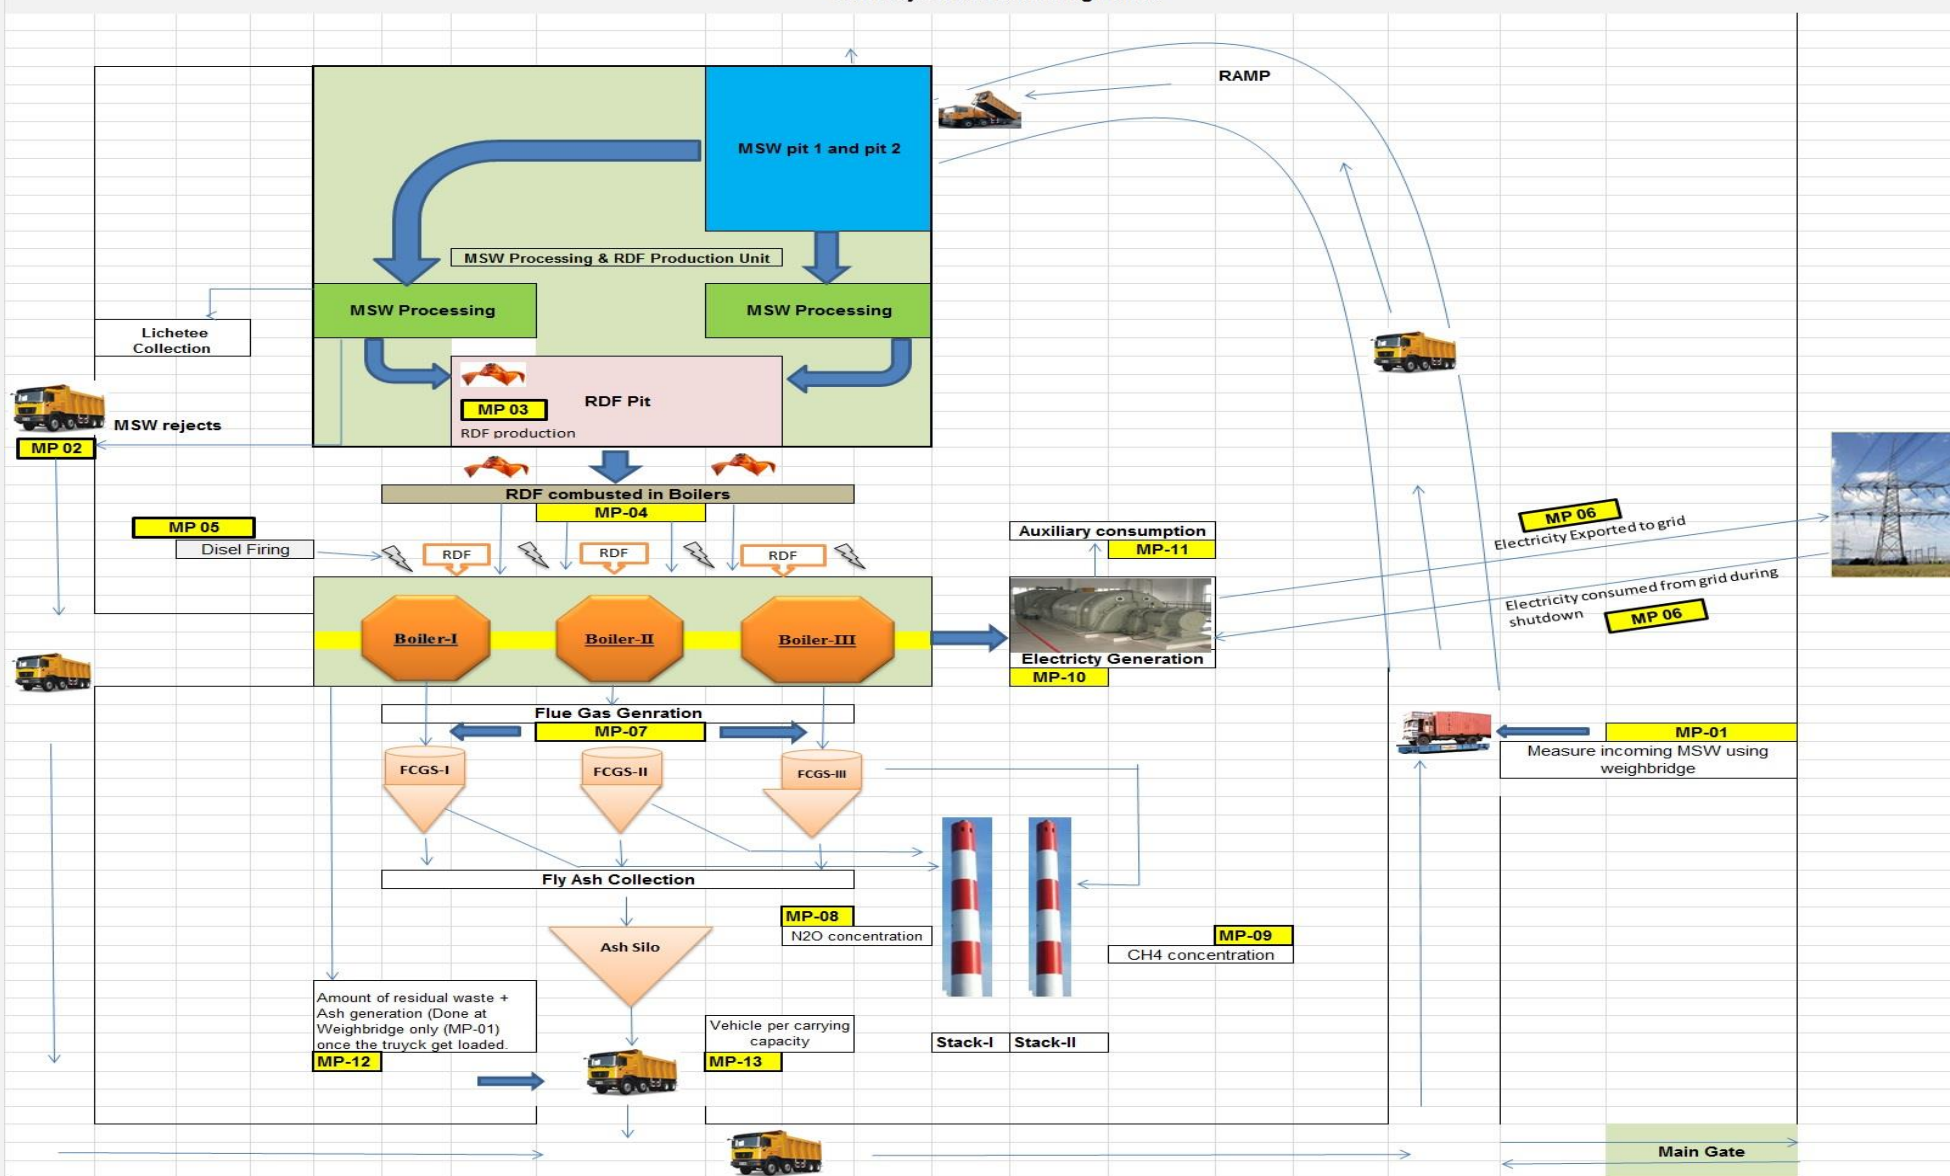 RAMP
MSW pit 1 and pit 2
MSW Processing & RDF Production Unit
MSW Processing
MSW Processing
Lichetee
Collection
RDF Pit
MP 03
RDF production
MSW rejects
MP 02
RDF combusted in Boilers
MP-04
MP 05
Disel Firing
RDF
RDF
RDF
Auxiliary consumption
MP-11
MP 06
Electricity Exported to grid
Electricity consumed from grid during
shutdown
MP 06
Boiler-I
Boiler-II
Boiler-III
Electricty Generation
MP-10
Flue Gas Genration
MP-07
MP-01
Measure incoming MSW using
weighbridge
FCGS-I
FCGS-II
FCGS-III
Fly Ash Collection
MP-08
N2O concentration
MP-09
CH4 concentration
Ash Silo
Amount of residual waste +
Ash generation (Done at
Weighbridge only (MP-01)
once the truyck get loaded.
MP-12
Vehicle per carrying
capacity
MP-13
Stack-I
Stack-II
Main Gate